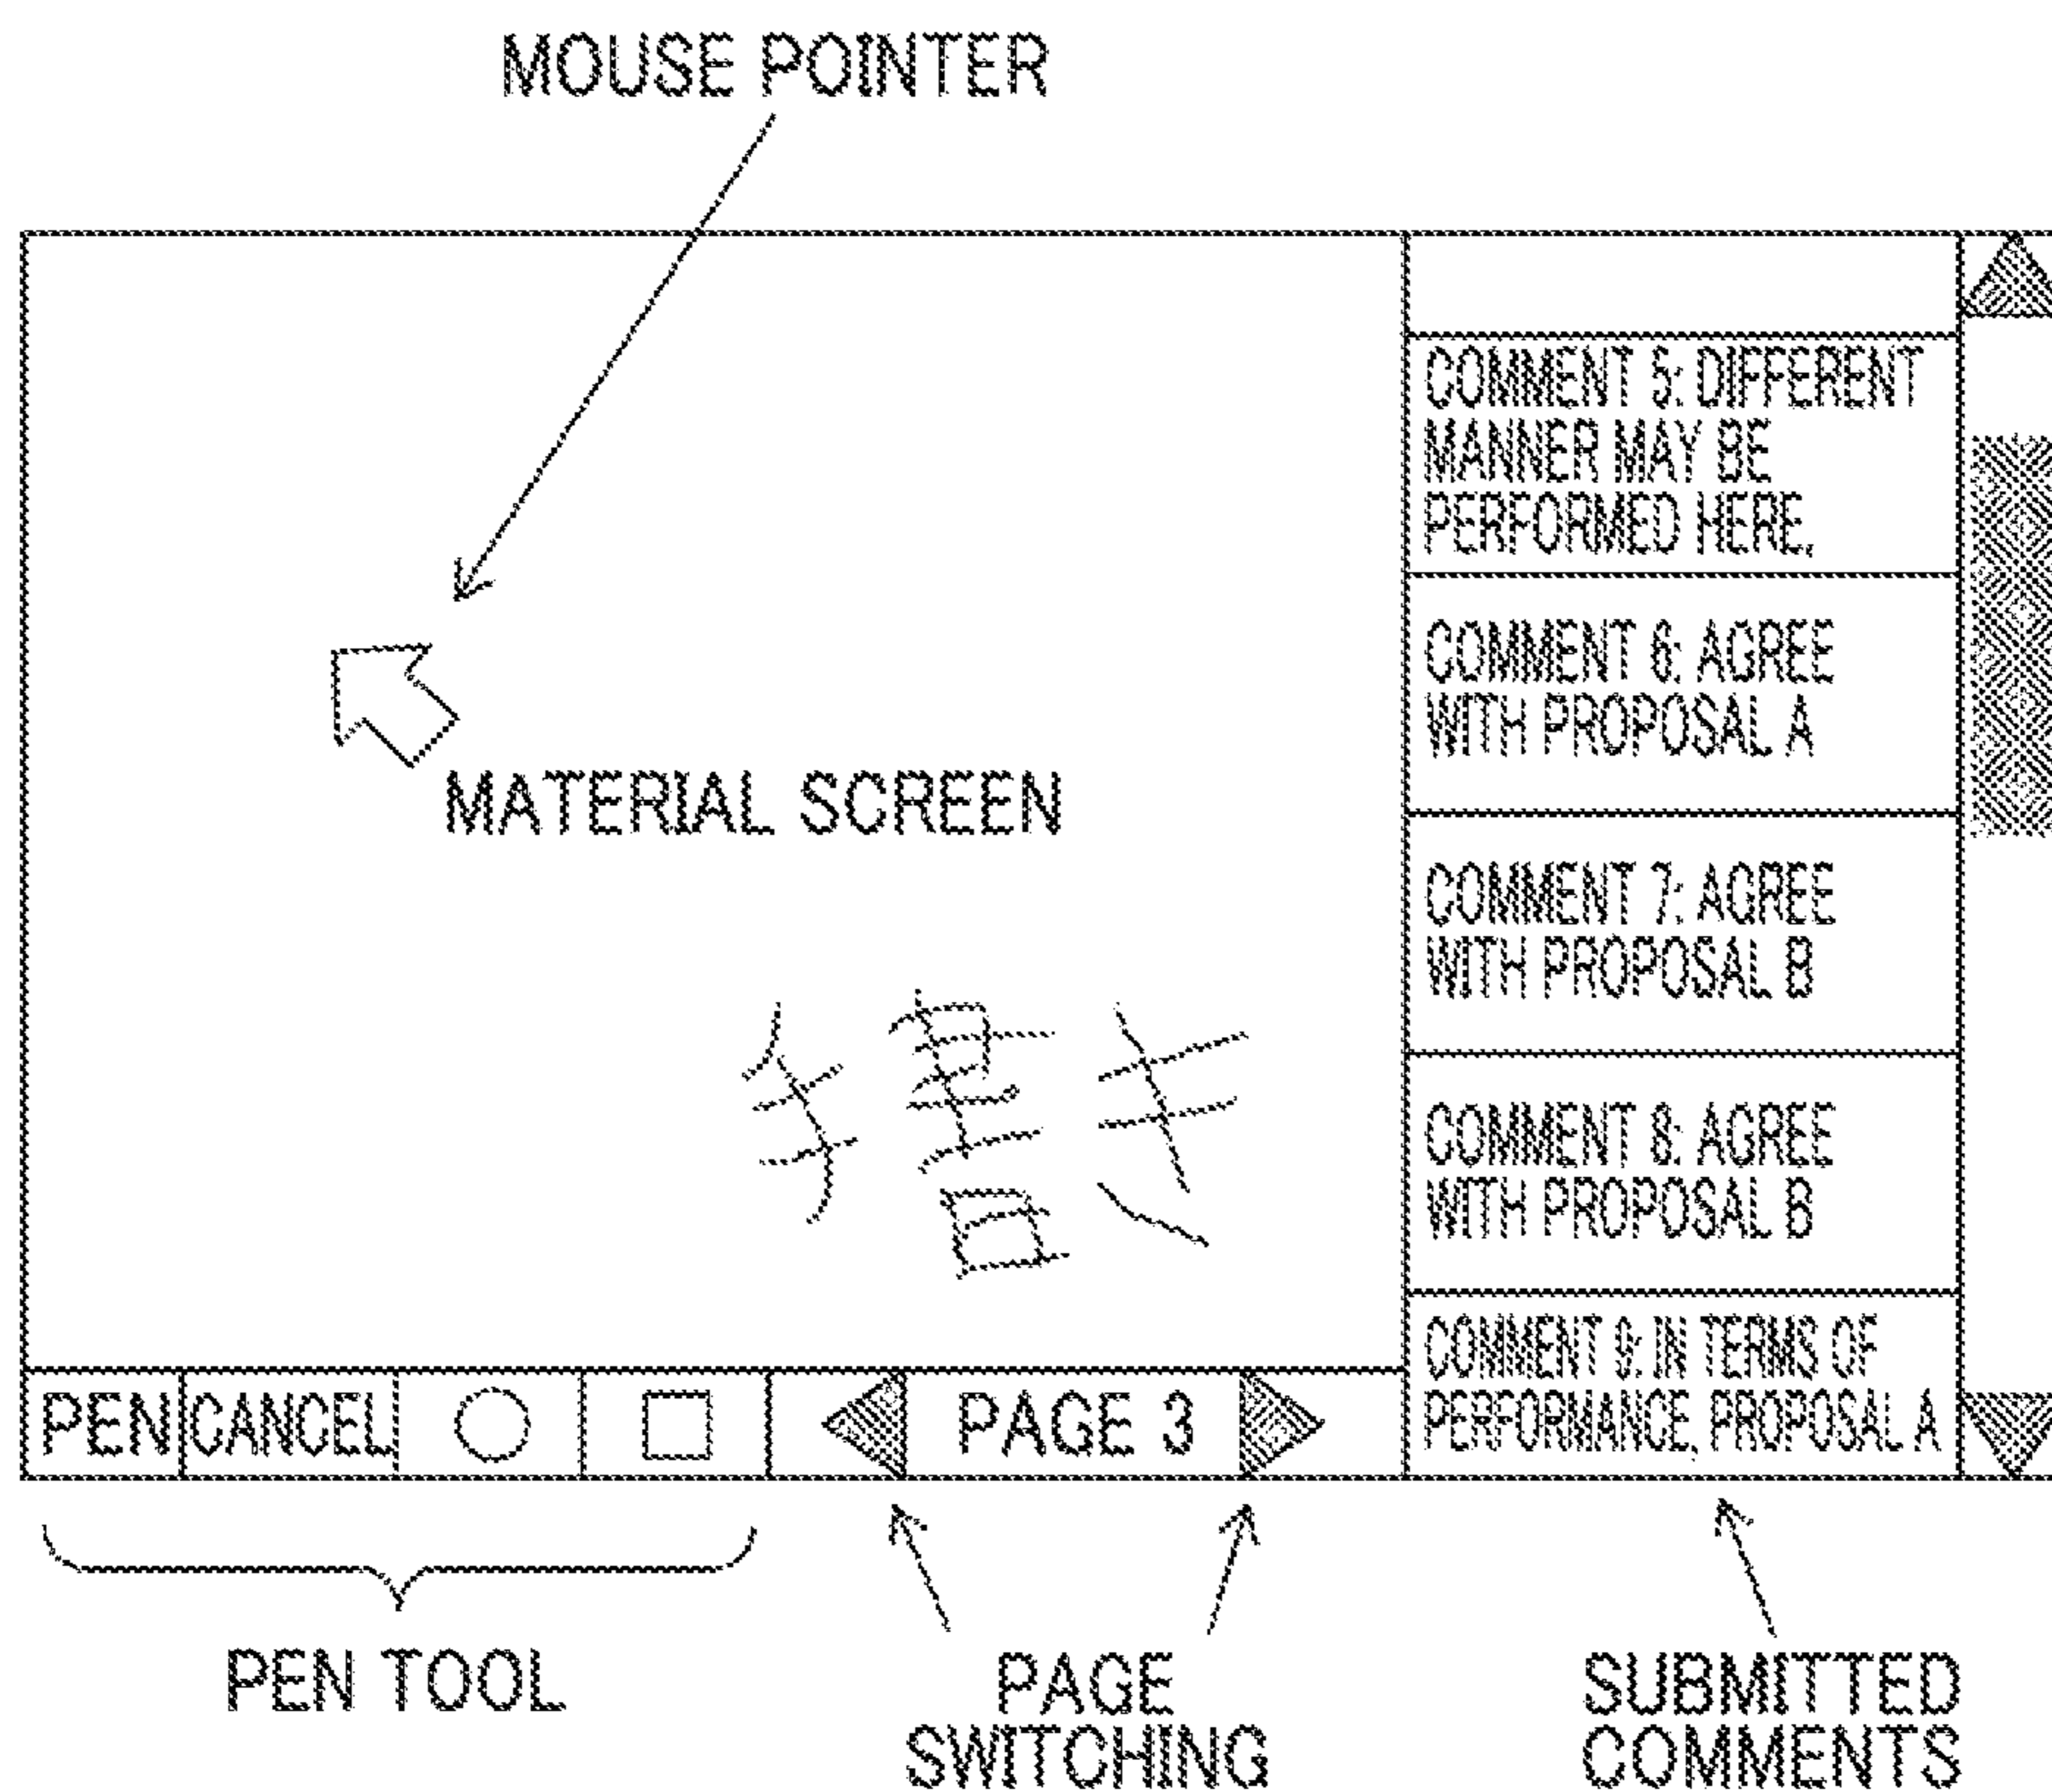 MOUSE POINTER
MATERIAL SCREEN
手書き
COMMENT 5: DIFFERENT
MANNER MAY BE
PERFORMED HERE.
COMMENT 6: AGREE
WITH PROPOSAL A
COMMENT 7: AGREE
WITH PROPOSAL B
COMMENT 8: AGREE
WITH PROPOSAL B
COMMENT 9: IN TERMS OF
PERFORMANCE, PROPOSAL A
PEN CANCEL PAGE 3
PEN TOOL
PAGE
SWITCHING
SUBMITTED
COMMENTS